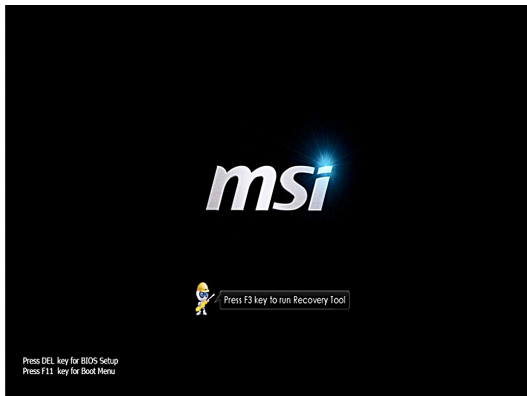 msi
Press F3 key to run Recovery Tool
Press DEL key for BIOS Setup
Press F11 key for Boot Menu